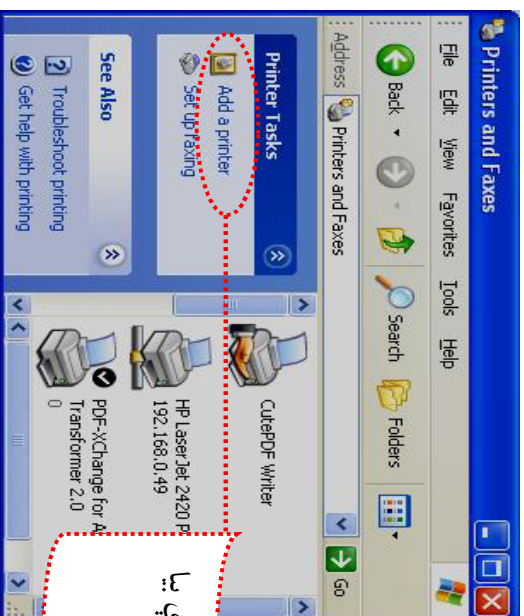 Printers and Faxes
File Edit View Favorites Tools Help
Back Search Folders
Address Printers and Faxes Go
Printer Tasks
Add a printer
Set up faxing
See Also
Troubleshoot printing
Get help with printing
CutePDF Writer
HP LaserJet 2420 P
192.168.0.49
PDF-XChange for A
Transformer 2.0
0